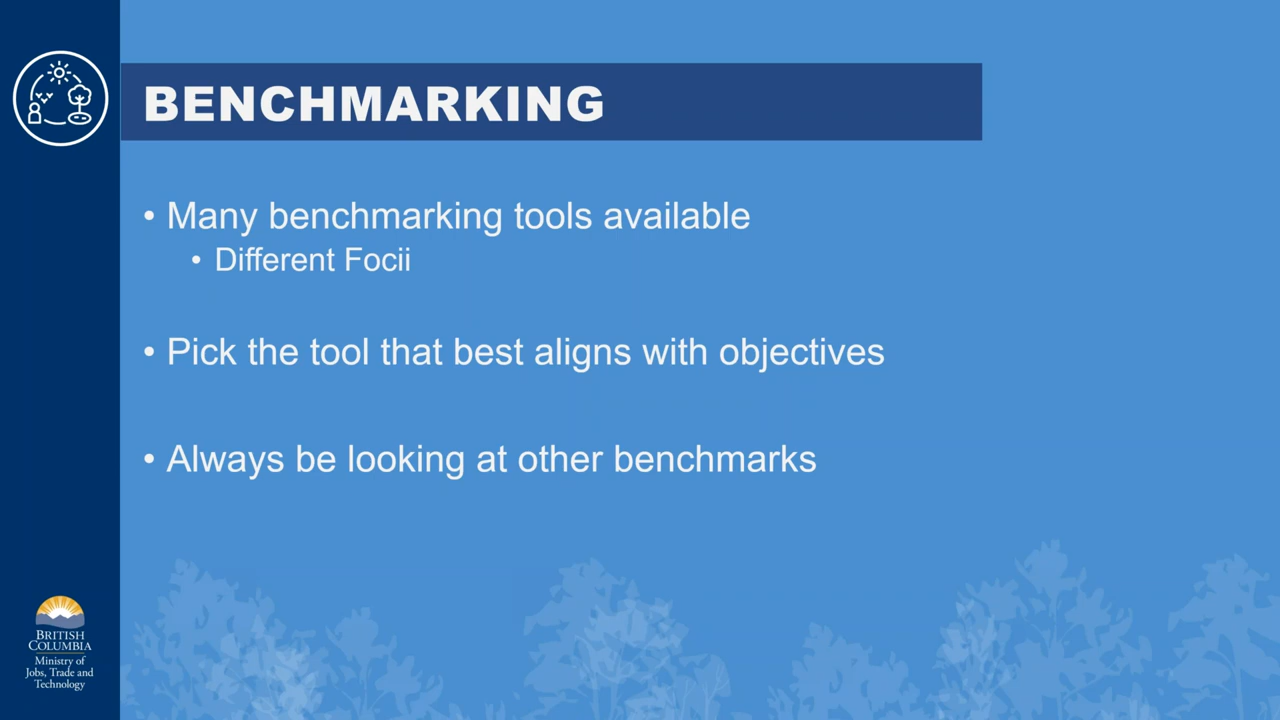 BENCHMARKING
• Many benchmarking tools available
• Different Focii
• Pick the tool that best aligns with objectives
• Always be looking at other benchmarks
BRITISH
COLUMBIA
Ministry of
Jobs, Trade and
Technology